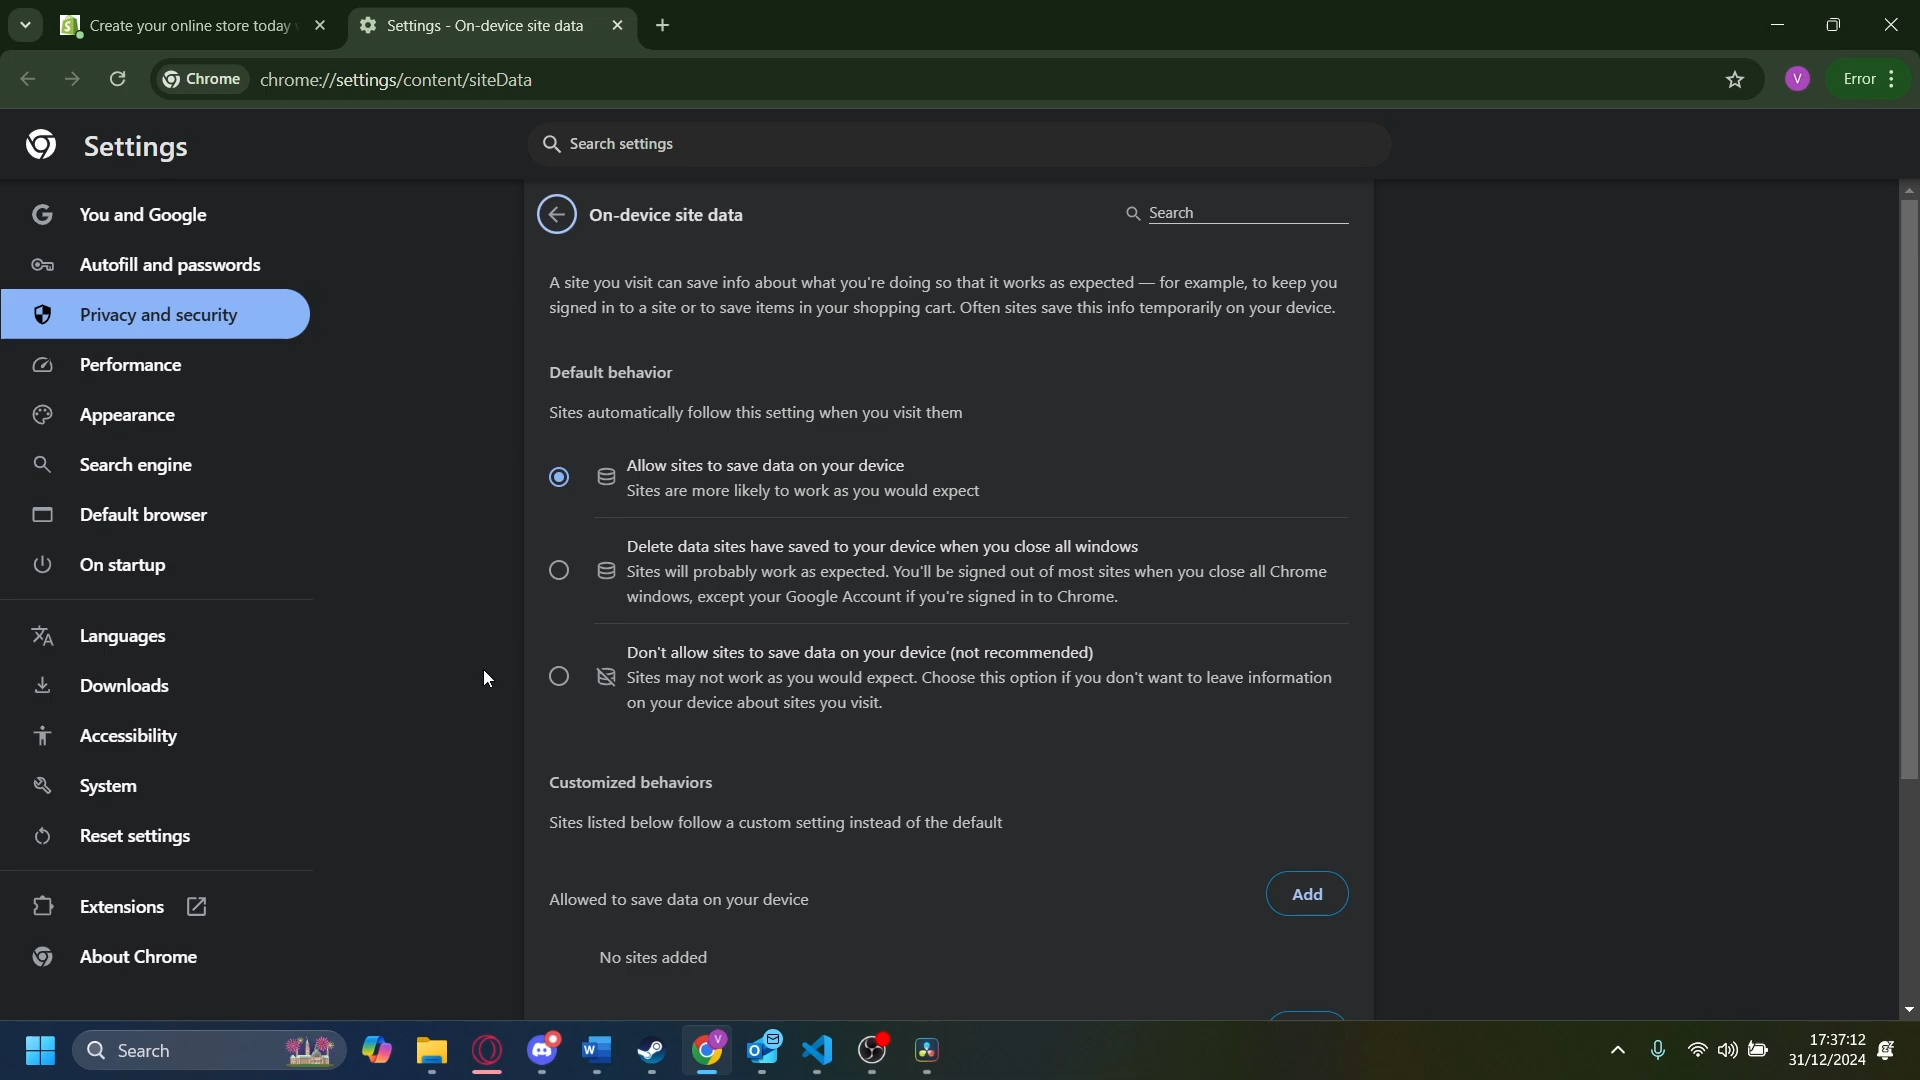 Create your online store today
Settings - On-device site data
Chrome
chrome://settings/content/siteData
V
Error
Settings
Search settings
You and Google
Autofill and passwords
Privacy and security
Performance
Appearance
Search engine
Default browser
On startup
Languages
Downloads
Accessibility
System
Reset settings
Extensions
About Chrome
On-device site data
Search
A site you visit can save info about what you're doing so that it works as expected — for example, to keep you
signed in to a site or to save items in your shopping cart. Often sites save this info temporarily on your device.
Default behavior
Sites automatically follow this setting when you visit them
Allow sites to save data on your device
Sites are more likely to work as you would expect
Delete data sites have saved to your device when you close all windows
Sites will probably work as expected. You'll be signed out of most sites when you close all Chrome
windows, except your Google Account if you're signed in to Chrome.
Don't allow sites to save data on your device (not recommended)
Sites may not work as you would expect. Choose this option if you don't want to leave information
on your device about sites you visit.
Customized behaviors
Sites listed below follow a custom setting instead of the default
Allowed to save data on your device
Add
No sites added
Search
17:37:12
31/12/2024